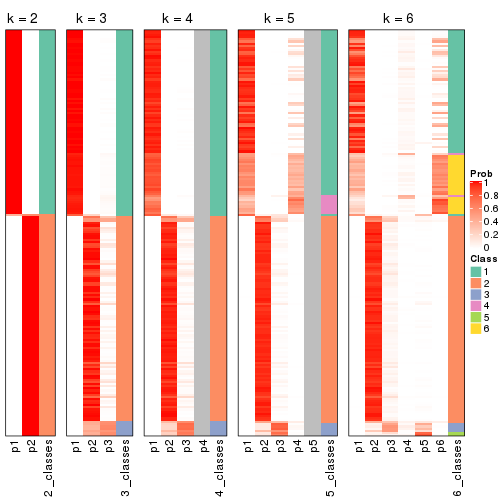 k = 2
k = 3
k = 4
k = 5
k = 6
Prob
1
0.8
0.6
0.4
0.2
0
Class
1
2
3
4
5
6
p1
p2
2_classes
p1
p2
p3
3_classes
p1
p2
p3
p4
4_classes
p1
p2
p3
p4
p5
5_classes
p1
p2
p3
p4
p5
p6
6_classes